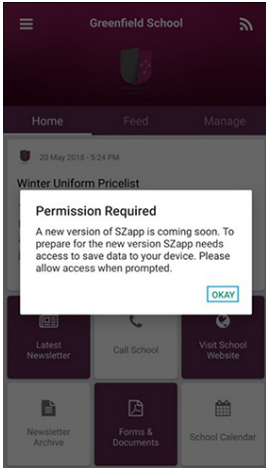 Greenfield School
Home Feed Manage
20 May 2018 - 5:24 PM
Winter Uniform Pricelist
Permission Required
A new version of SZapp is coming soon. To
prepare for the new version SZapp needs
access to save data to your device. Please
allow access when prompted.
OKAY
Latest
Newsletter
Call School
Visit School
Website
Newsletter
Archive
Forms &
Documents
School Calendar